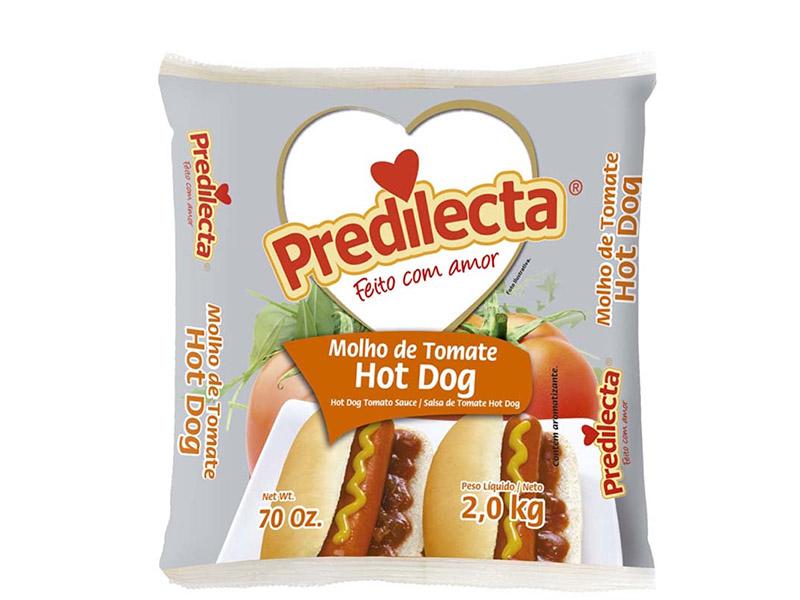 Predilecta®
Feito com amor
Foto Ilustrativa.
Molho de Tomate
Hot Dog
Hot Dog Tomato Sauce / Salsa de Tomate Hot Dog
Contém aromatizante.
Net Wt.
70 Oz.
Peso Líquido / Neto
2,0 kg
Predilecta®
Feito com amor
Molho de Tomate
Hot Dog
Molho de Tomate
Hot Dog
Predilecta®
Feito com amor